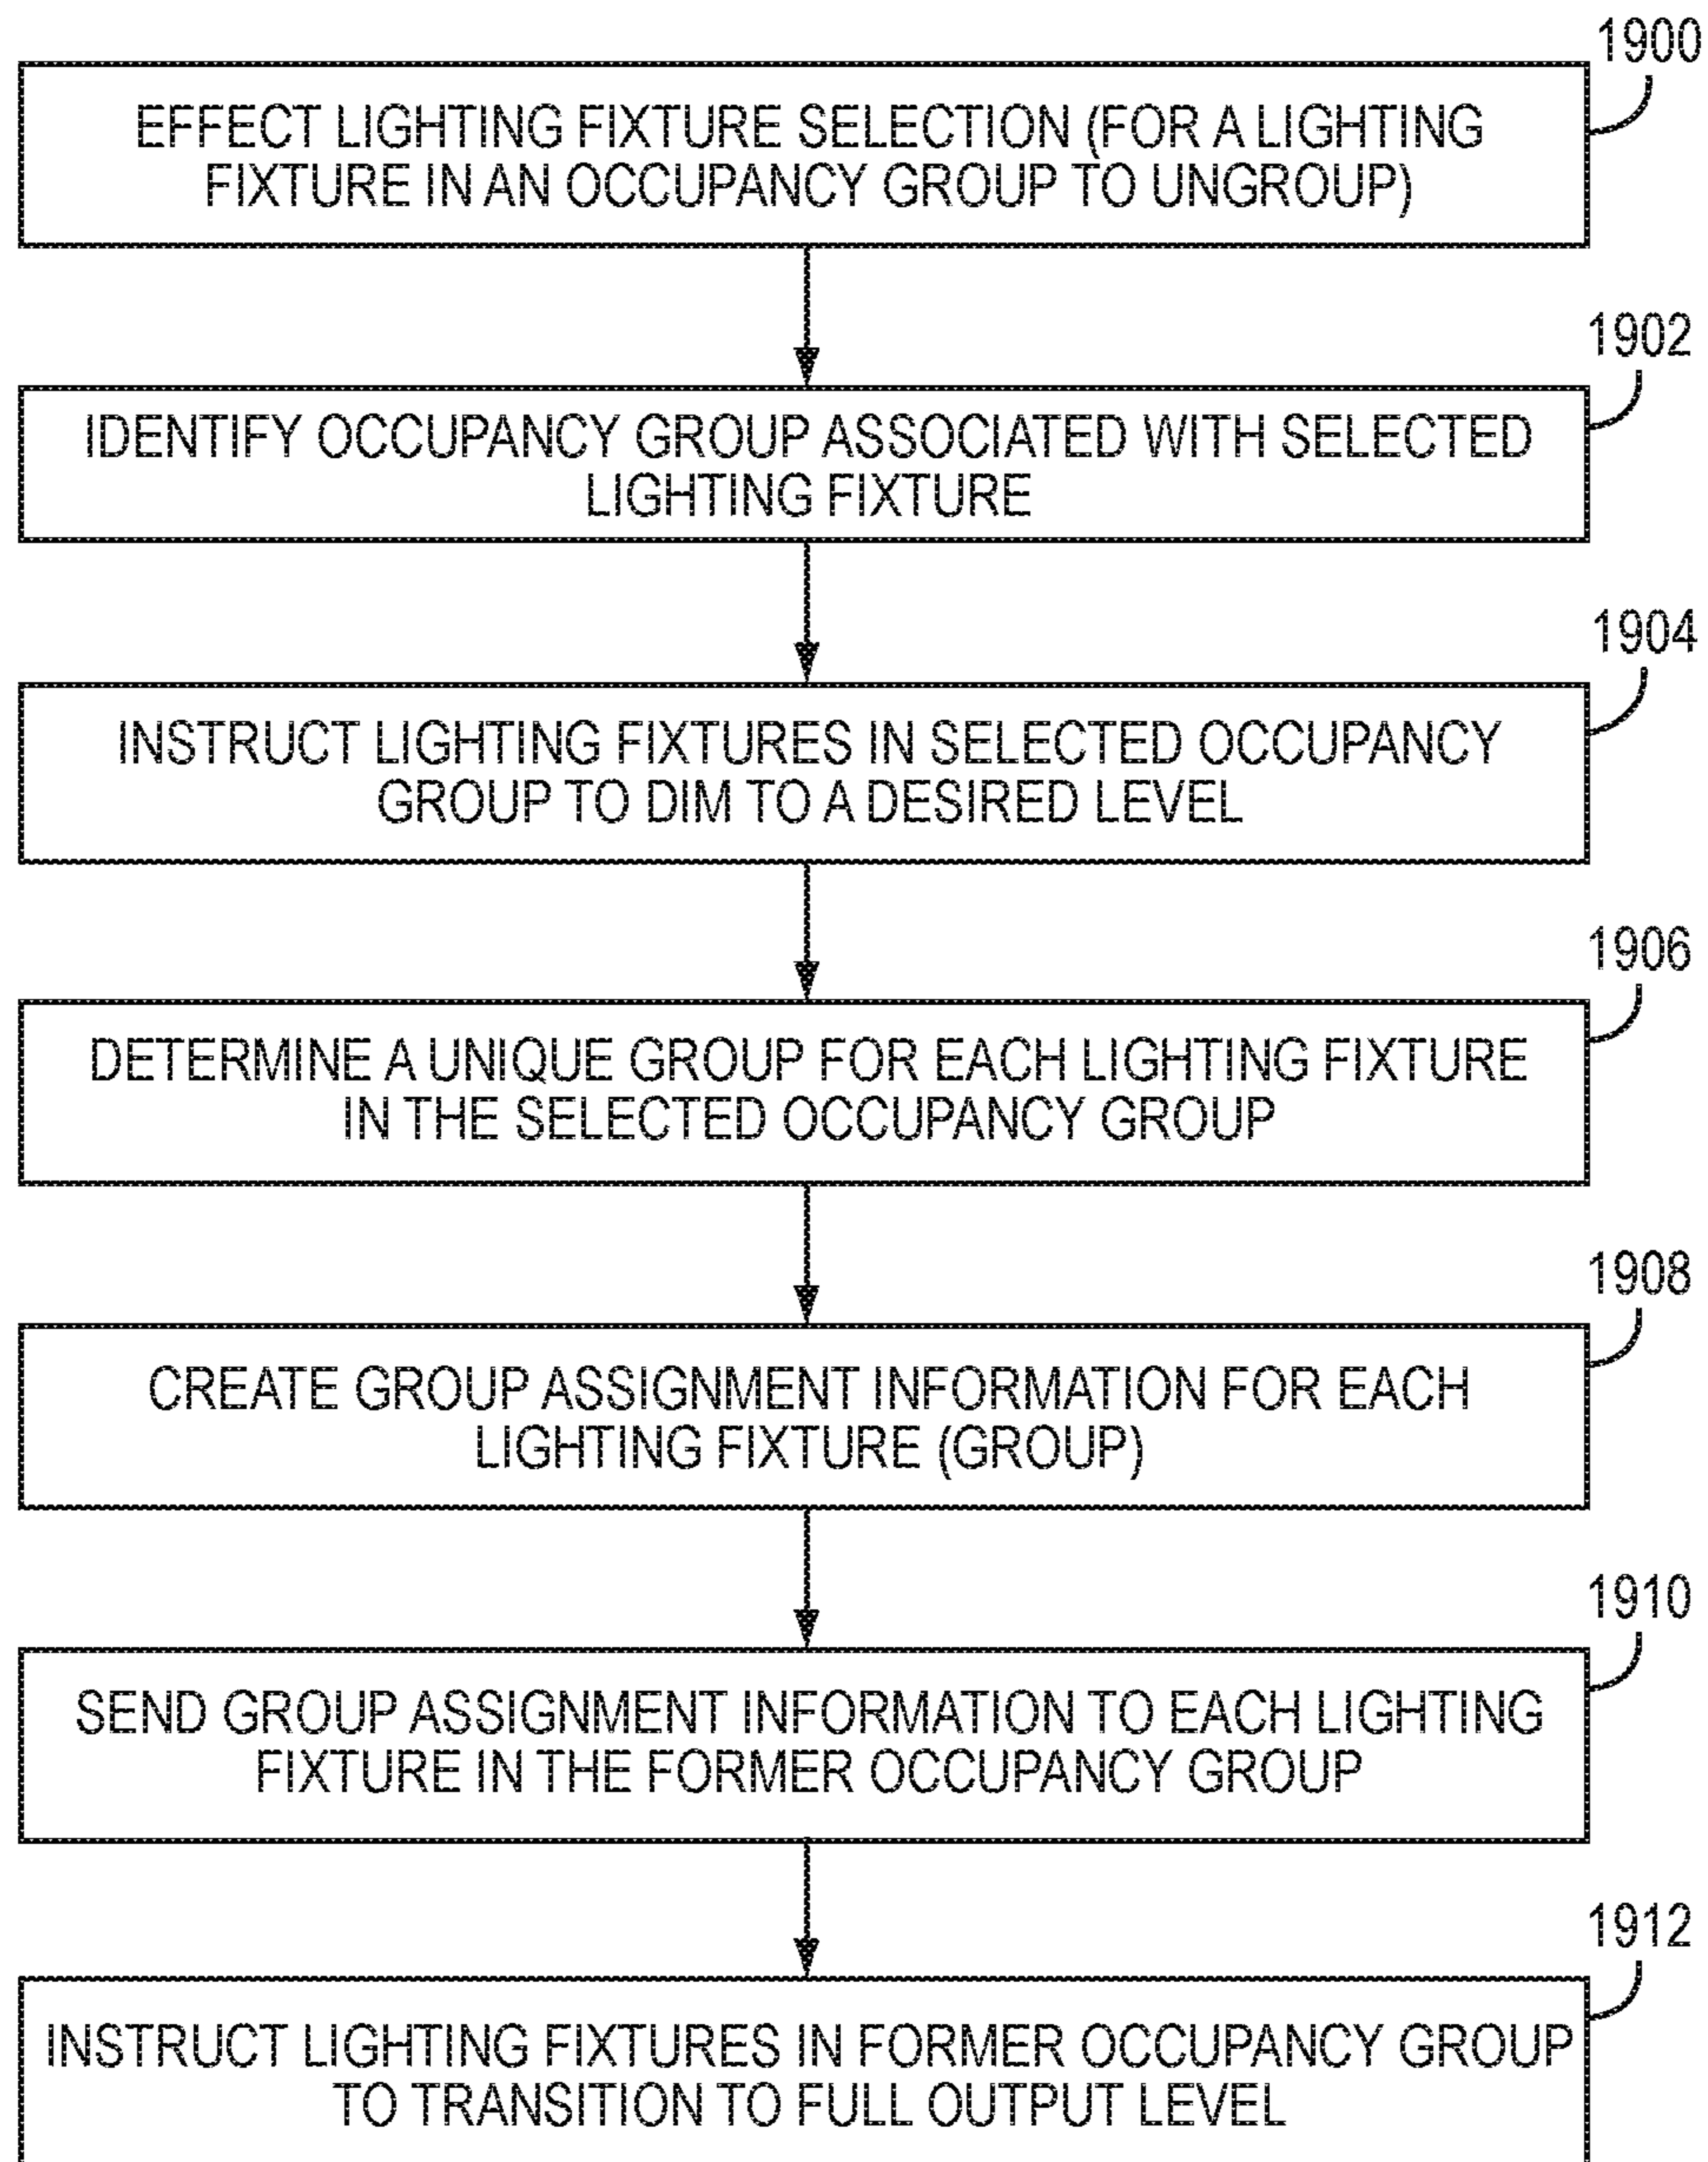 1900
EFFECT LIGHTING FIXTURE SELECTION (FOR A LIGHTING
FIXTURE IN AN OCCUPANCY GROUP TO UNGROUP)
1902
IDENTIFY OCCUPANCY GROUP ASSOCIATED WITH SELECTED
LIGHTING FIXTURE
1904
INSTRUCT LIGHTING FIXTURES IN SELECTED OCCUPANCY
GROUP TO DIM TO A DESIRED LEVEL
1906
DETERMINE A UNIQUE GROUP FOR EACH LIGHTING FIXTURE
IN THE SELECTED OCCUPANCY GROUP
1908
CREATE GROUP ASSIGNMENT INFORMATION FOR EACH
LIGHTING FIXTURE (GROUP)
1910
SEND GROUP ASSIGNMENT INFORMATION TO EACH LIGHTING
FIXTURE IN THE FORMER OCCUPANCY GROUP
1912
INSTRUCT LIGHTING FIXTURES IN FORMER OCCUPANCY GROUP
TO TRANSITION TO FULL OUTPUT LEVEL